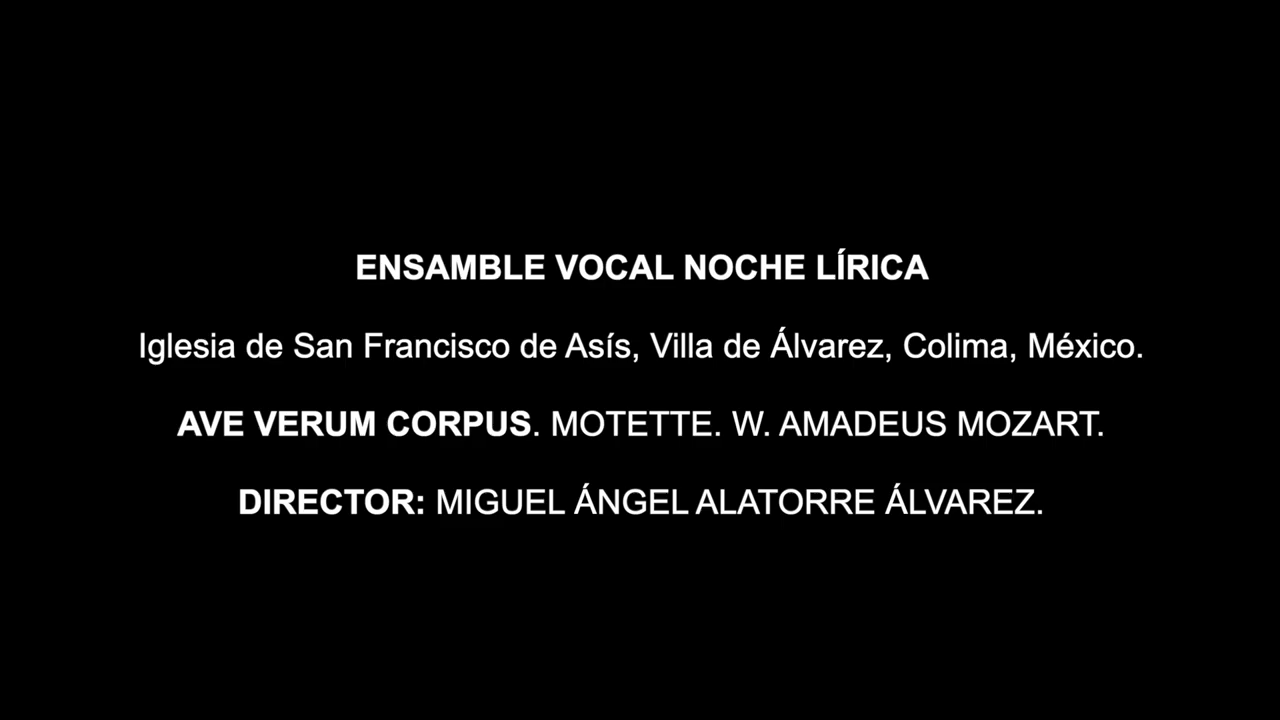 ENSAMBLE VOCAL NOCHE LÍRICA
Iglesia de San Francisco de Asís, Villa de Álvarez, Colima, México.
AVE VERUM CORPUS. MOTETTE. W. AMADEUS MOZART.
DIRECTOR: MIGUEL ÁNGEL ALATORRE ÁLVAREZ.